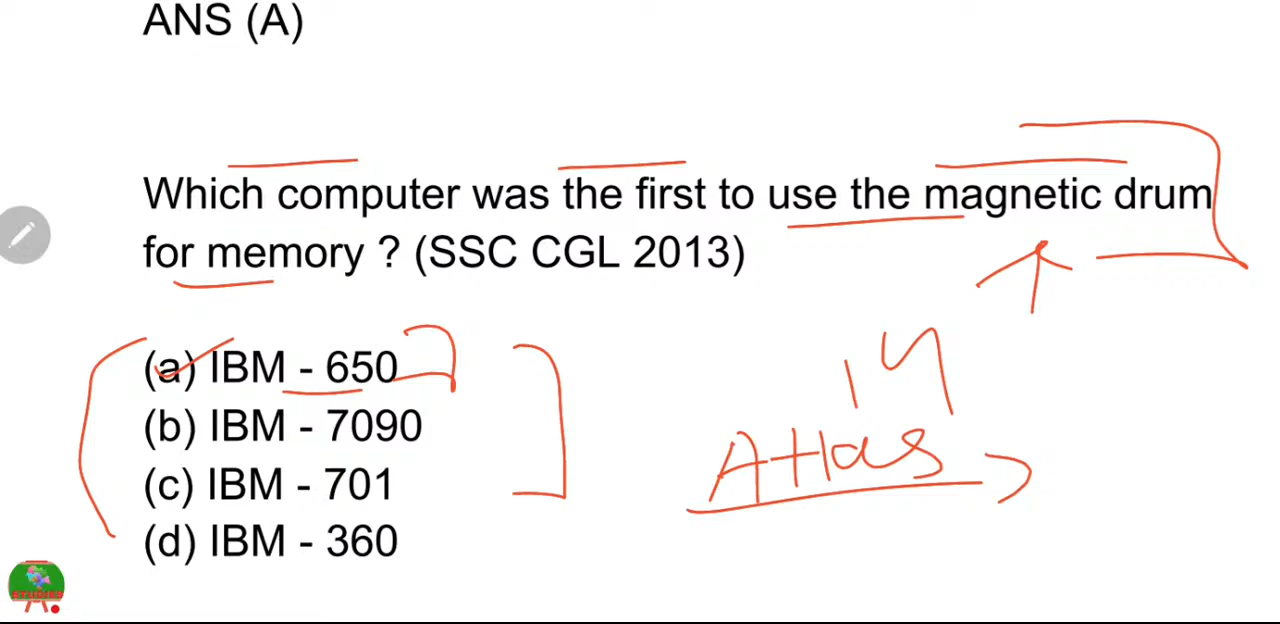 ANS (A)
Which computer was the first to use the magnetic drum
for memory ? (SSC CGL 2013)
(a) IBM - 650
(b) IBM - 7090
(c) IBM - 701
(d) IBM - 360
Atlas
STUDIES